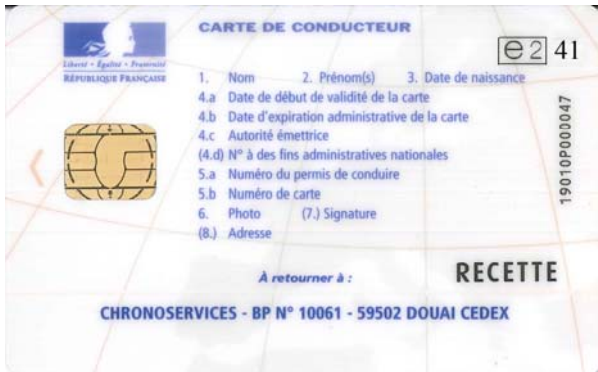 CARTE DE CONDUCTEUR
e 2 41
Liberté • Égalité • Fraternité
RÉPUBLIQUE FRANÇAISE
1. Nom 2. Prénom(s) 3. Date de naissance
4.a Date de début de validité de la carte
4.b Date d'expiration administrative de la carte
4.c Autorité émettrice
(4.d) N° à des fins administratives nationales
5.a Numéro du permis de conduire
5.b Numéro de carte
6. Photo (7.) Signature
(8.) Adresse
19010P000047
RECETTE
À retourner à :
CHRONOSERVICES - BP N° 10061 - 59502 DOUAI CEDEX